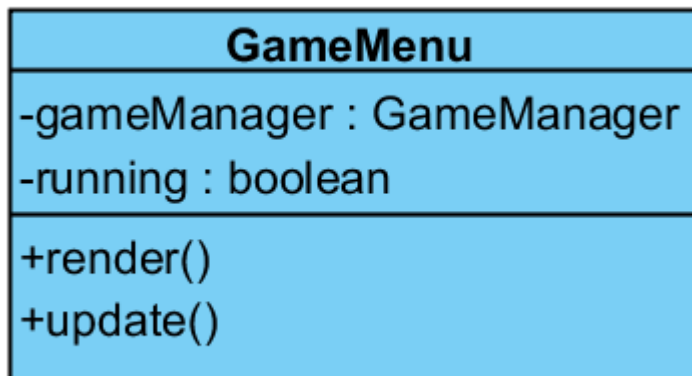 GameMenu
-gameManager : GameManager
-running : boolean
+render()
+update()